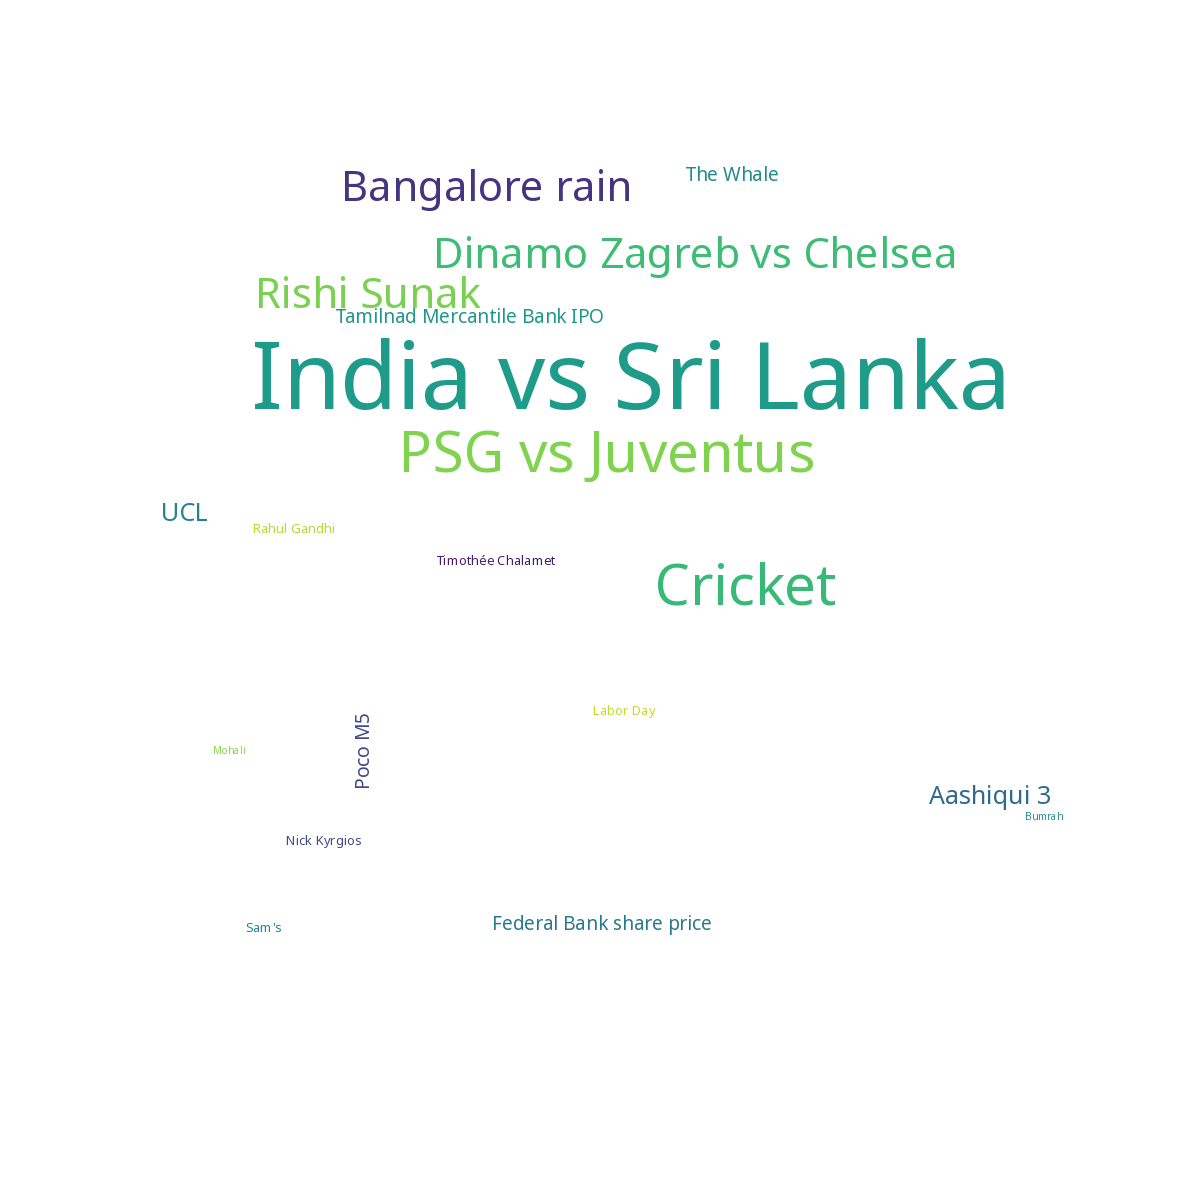 The Whale
Bangalore rain
Dinamo Zagreb vs Chelsea
Rishi Sunak
Tamilnad Mercantile Bank IPO
India vs Sri Lanka
PSG vs Juventus
UCL
Rahul Gandhi
Timothée Chalamet
Cricket
Labor Day
Mohali
Poco M5
Aashiqui 3
Bumrah
Nick Kyrgios
Federal Bank share price
Sam's